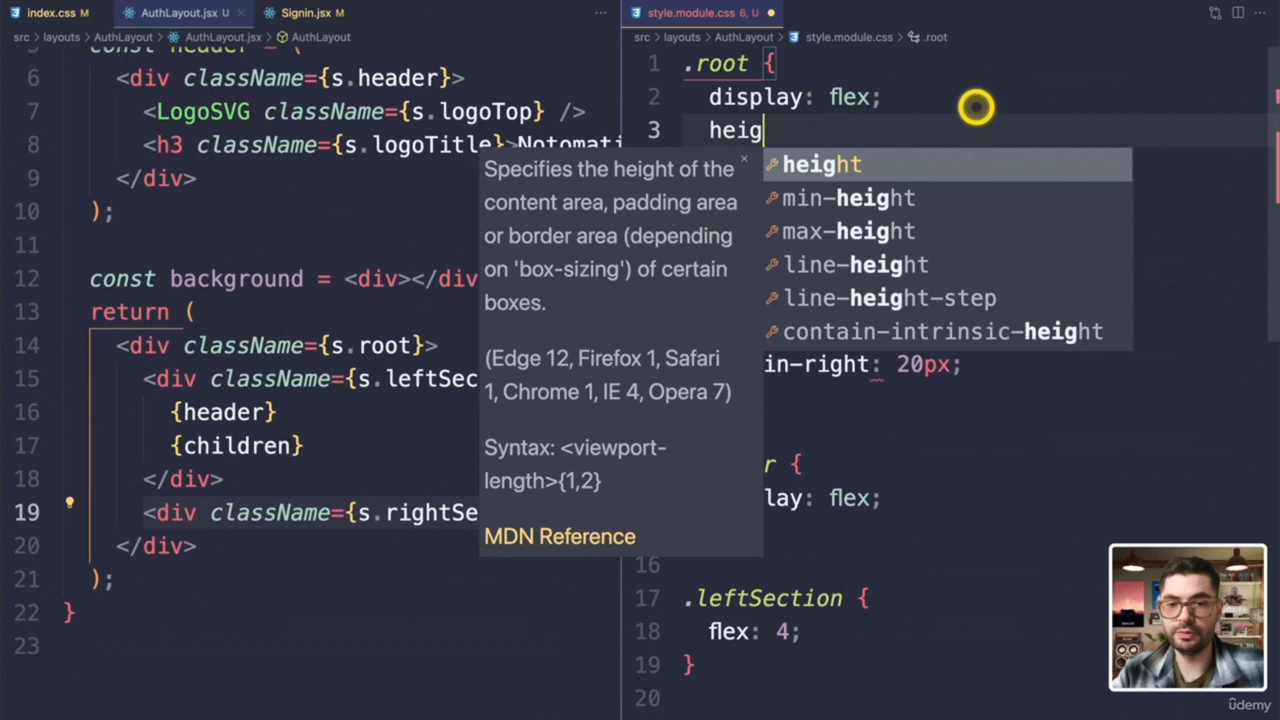 index.css M
AuthLayout.jsx U
Signin.jsx M
src > layouts > AuthLayout > AuthLayout.jsx > AuthLayout
6 <div className={s.header}>
7 <LogoSVG className={s.logoTop} />
8 <h3 className={s.logoTitle}>Notomati
9 </div>
10 );
11
12 const background = <div></div
13 return (
14 <div className={s.root}>
15 <div className={s.leftSec
16 {header}
17 {children}
18 </div>
19 <div className={s.rightSe
20 </div>
21 );
22 }
23
Specifies the height of the
content area, padding area
or border area (depending
on 'box-sizing') of certain
boxes.
(Edge 12, Firefox 1, Safari
1, Chrome 1, IE 4, Opera 7)
Syntax: <viewport-
length>{1,2}
MDN Reference
style.module.css 6, U
src > layouts > AuthLayout > style.module.css > .root
1 .root {
2 display: flex;
3 heig
height
min-height
max-height
line-height
line-height-step
contain-intrinsic-height
in-right: 20px;
r {
lay: flex;
16
17 .leftSection {
18 flex: 4;
19 }
20
ûdemy